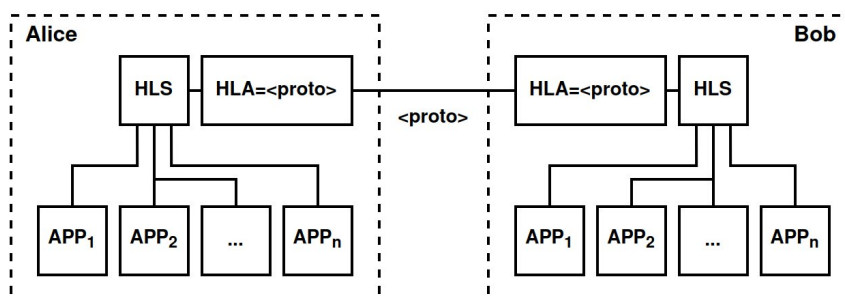 Alice
Bob
HLS
HLA=<proto>
HLA=<proto>
HLS
<proto>
APP₁
APP₂
...
APPₙ
APP₁
APP₂
...
APPₙ